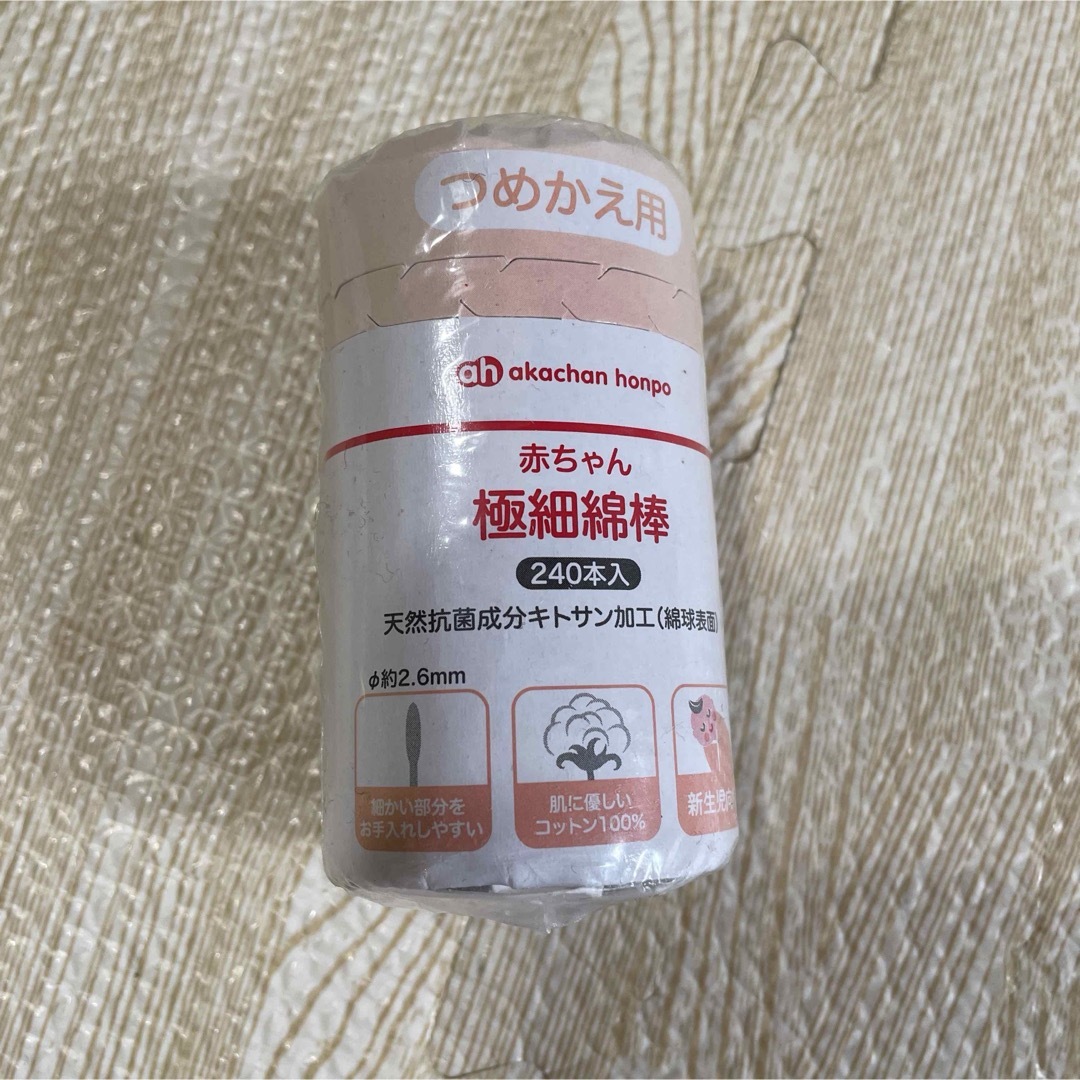 つめかえ用
ah akachan honpo
赤ちゃん
極細綿棒
240本入
天然抗菌成分キトサン加工(綿球表面)
φ約2.6mm
細かい部分を
お手入れしやすい
肌に優しい
コットン100%
新生児